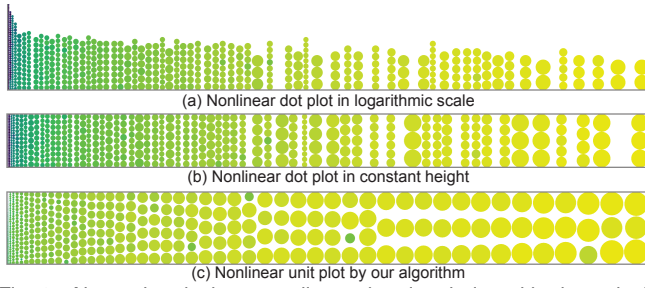 (a) Nonlinear dot plot in logarithmic scale
(b) Nonlinear dot plot in constant height
(c) Nonlinear unit plot by our algorithm